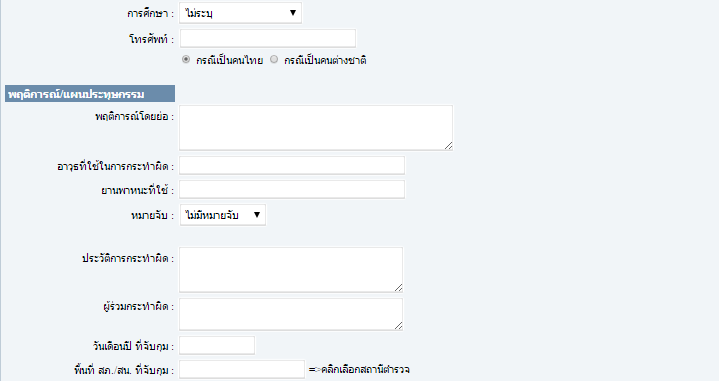 การศึกษา : ไม่ระบุ
โทรศัพท์ :
กรณีเป็นคนไทย กรณีเป็นคนต่างชาติ
พฤติการณ์/แผนประทุษกรรม
พฤติการณ์โดยย่อ :
อาวุธที่ใช้ในการกระทำผิด :
ยานพาหนะที่ใช้ :
หมายจับ : ไม่มีหมายจับ
ประวัติการกระทำผิด :
ผู้ร่วมกระทำผิด :
วันเดือนปี ที่จับกุม :
พื้นที่ สภ./สน. ที่จับกุม : =>คลิกเลือกสถานีตำรวจ